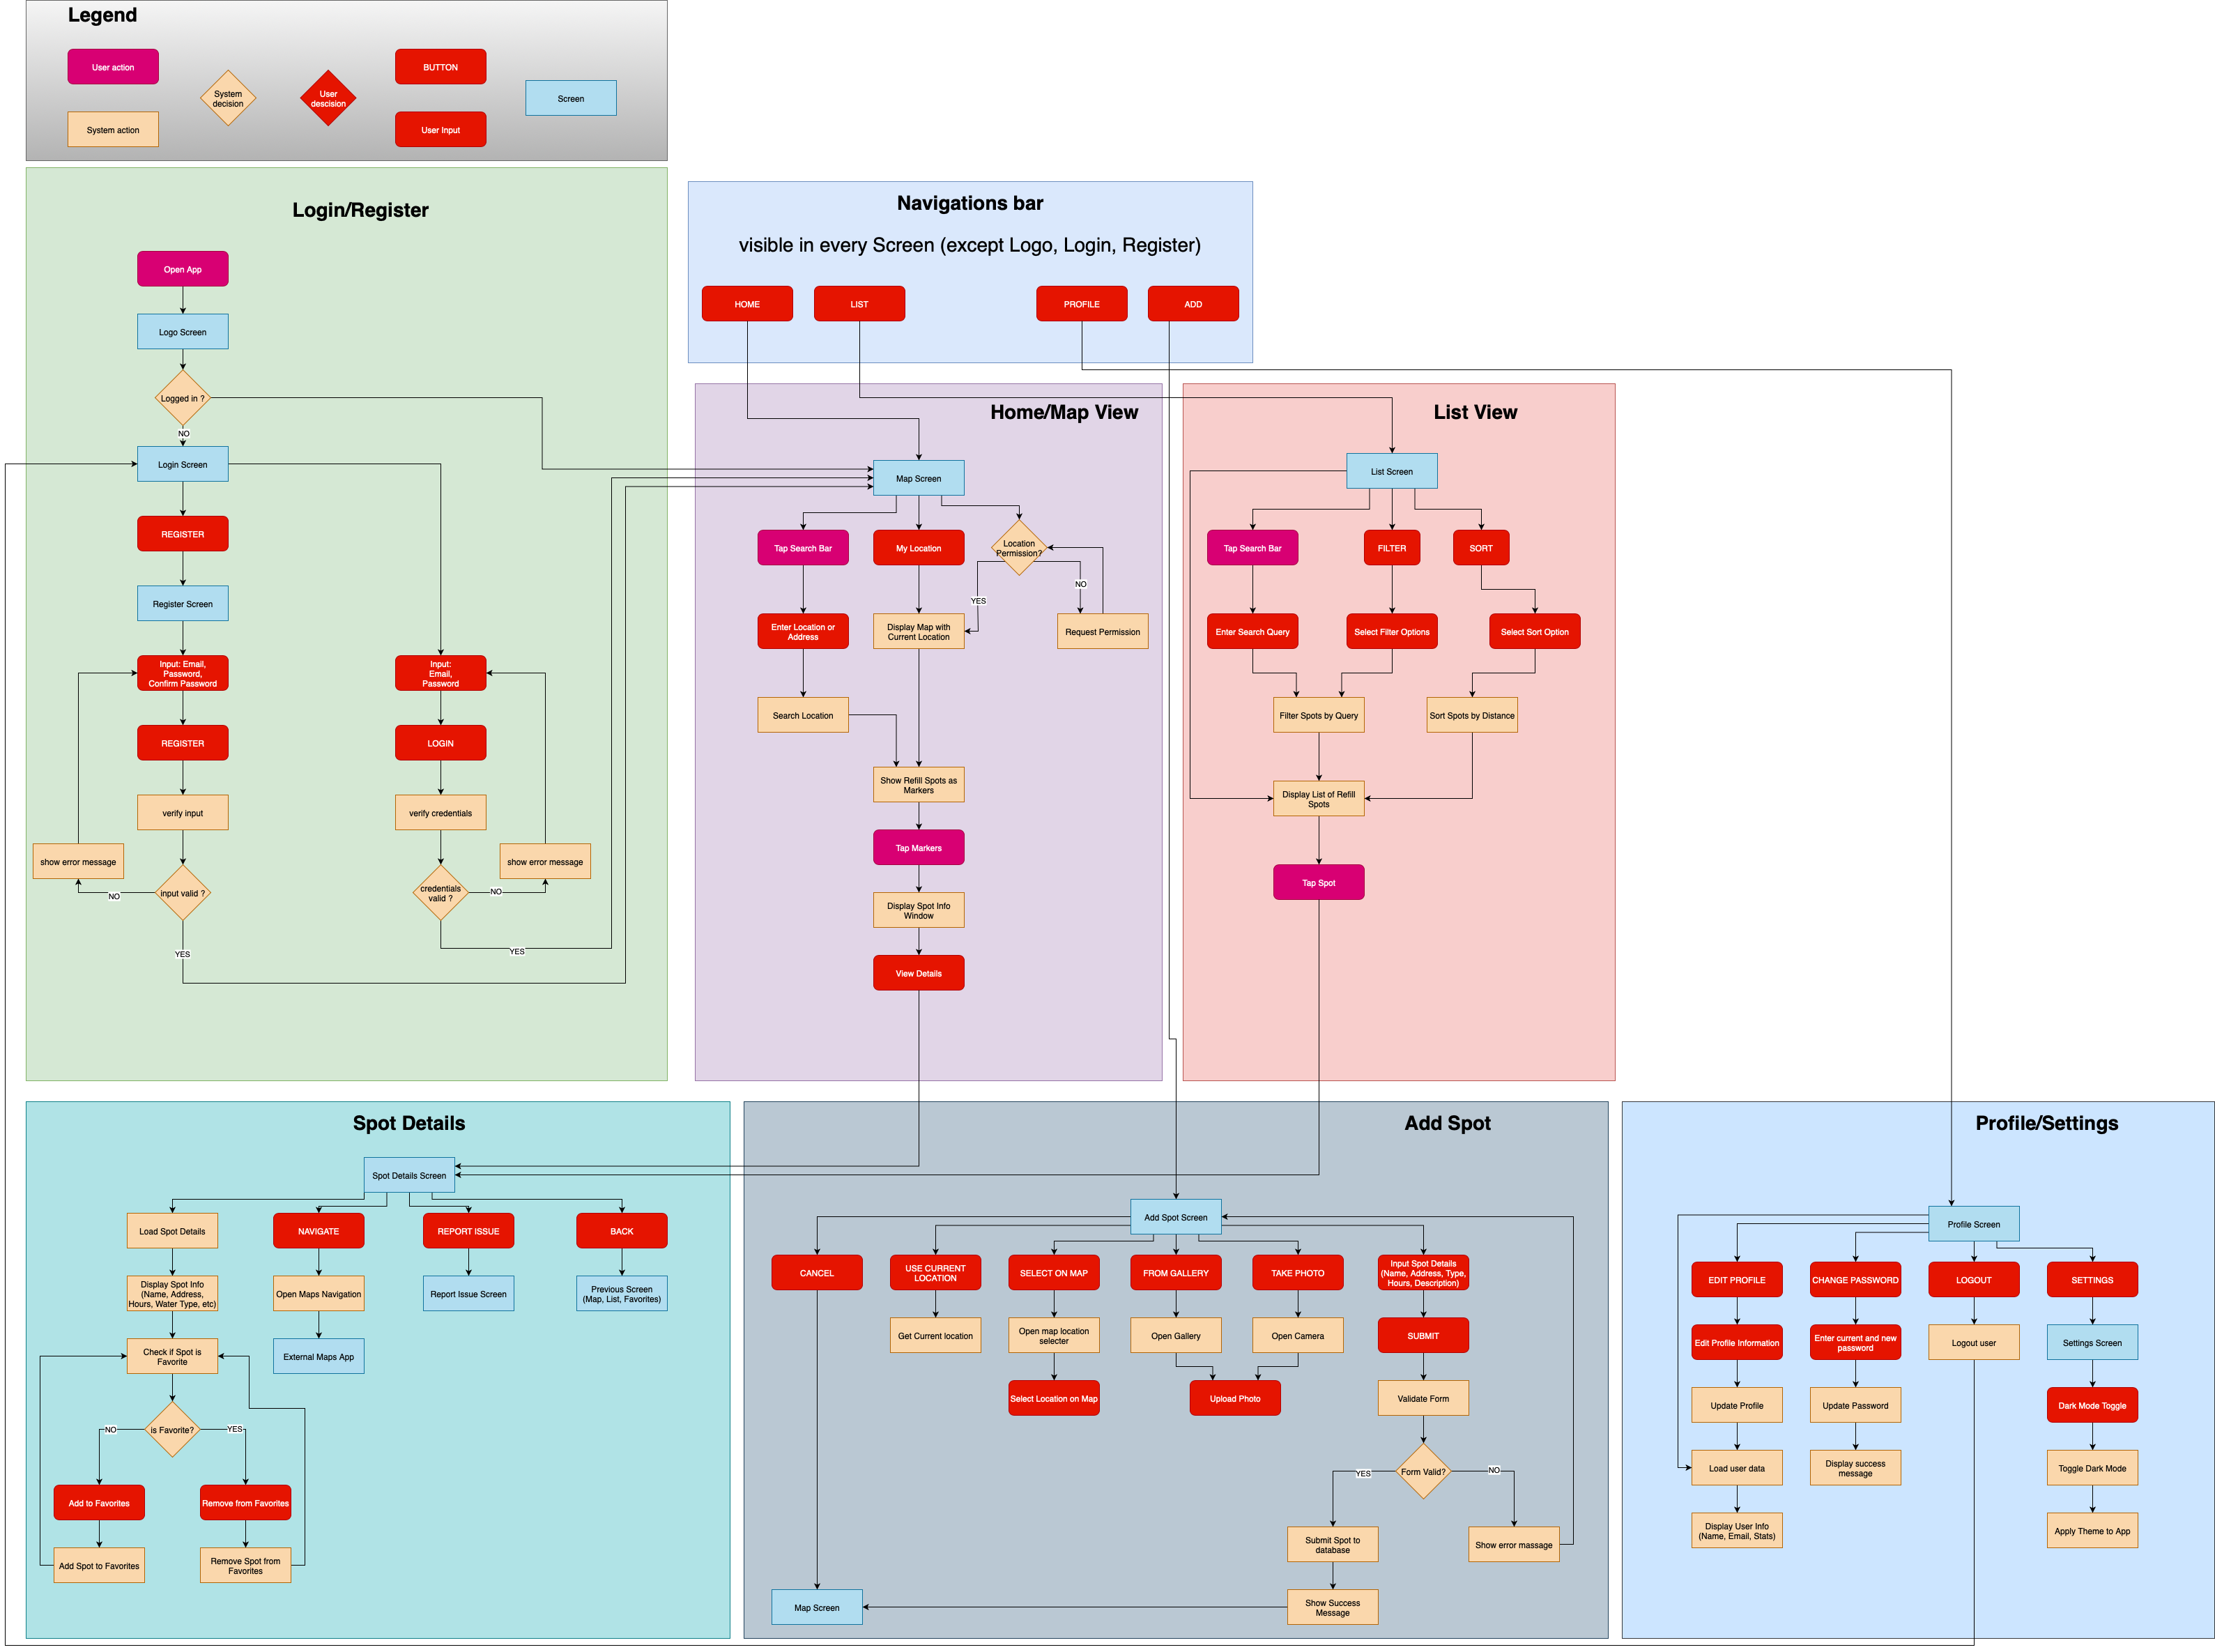 Legend
User action
System action
System
decision
User
descision
BUTTON
User Input
Screen
Login/Register
Open App
Logo Screen
Logged in ?
NO
Login Screen
REGISTER
Register Screen
Input: Email,
Password,
Confirm Password
REGISTER
verify input
show error message
input valid ?
NO
YES
Input:
Email,
Password
LOGIN
verify credentials
show error message
credentials
valid ?
NO
YES
Navigations bar
visible in every Screen (except Logo, Login, Register)
HOME
LIST
PROFILE
ADD
Home/Map View
Map Screen
Tap Search Bar
My Location
Location
Permission?
NO
YES
Enter Location or
Address
Display Map with
Current Location
Request Permission
Search Location
Show Refill Spots as
Markers
Tap Markers
Display Spot Info
Window
View Details
List View
List Screen
Tap Search Bar
FILTER
SORT
Enter Search Query
Select Filter Options
Select Sort Option
Filter Spots by Query
Sort Spots by Distance
Display List of Refill
Spots
Tap Spot
Spot Details
Spot Details Screen
Load Spot Details
NAVIGATE
REPORT ISSUE
BACK
Display Spot Info
(Name, Address,
Hours, Water Type, etc)
Open Maps Navigation
Report Issue Screen
Previous Screen
(Map, List, Favorites)
Check if Spot is
Favorite
External Maps App
is Favorite?
NO
YES
Add to Favorites
Remove from Favorites
Add Spot to Favorites
Remove Spot from
Favorites
Add Spot
Add Spot Screen
CANCEL
USE CURRENT
LOCATION
SELECT ON MAP
FROM GALLERY
TAKE PHOTO
Input Spot Details
(Name, Address, Type,
Hours, Description)
Get Current location
Open map location
selecter
Open Gallery
Open Camera
SUBMIT
Select Location on Map
Upload Photo
Validate Form
Form Valid?
YES
NO
Submit Spot to
database
Show error massage
Map Screen
Show Success
Message
Profile/Settings
Profile Screen
EDIT PROFILE
CHANGE PASSWORD
LOGOUT
SETTINGS
Edit Profile Information
Enter current and new
password
Logout user
Settings Screen
Update Profile
Update Password
Dark Mode Toggle
Load user data
Display success
message
Toggle Dark Mode
Display User Info
(Name, Email, Stats)
Apply Theme to App